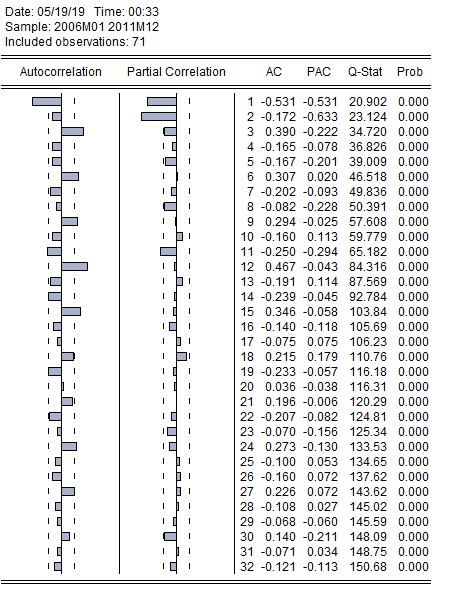 Date: 05/19/19 Time: 00:33
Sample: 2006M01 2011M12
Included observations: 71
Autocorrelation Partial Correlation AC PAC Q-Stat Prob
1 -0.531 -0.531 20.902 0.000
2 -0.172 -0.633 23.124 0.000
3 0.390 -0.222 34.720 0.000
4 -0.165 -0.078 36.826 0.000
5 -0.167 -0.201 39.009 0.000
6 0.307 0.020 46.518 0.000
7 -0.202 -0.093 49.836 0.000
8 -0.082 -0.228 50.391 0.000
9 0.294 -0.025 57.608 0.000
10 -0.160 0.113 59.779 0.000
11 -0.250 -0.294 65.182 0.000
12 0.467 -0.043 84.316 0.000
13 -0.191 0.114 87.569 0.000
14 -0.239 -0.045 92.784 0.000
15 0.346 -0.058 103.84 0.000
16 -0.140 -0.118 105.69 0.000
17 -0.075 0.075 106.23 0.000
18 0.215 0.179 110.76 0.000
19 -0.233 -0.057 116.18 0.000
20 0.036 -0.038 116.31 0.000
21 0.196 -0.006 120.29 0.000
22 -0.207 -0.082 124.81 0.000
23 -0.070 -0.156 125.34 0.000
24 0.273 -0.130 133.53 0.000
25 -0.100 0.053 134.65 0.000
26 -0.160 0.072 137.62 0.000
27 0.226 0.072 143.62 0.000
28 -0.108 0.027 145.02 0.000
29 -0.068 -0.060 145.59 0.000
30 0.140 -0.211 148.09 0.000
31 -0.071 0.034 148.75 0.000
32 -0.121 -0.113 150.68 0.000